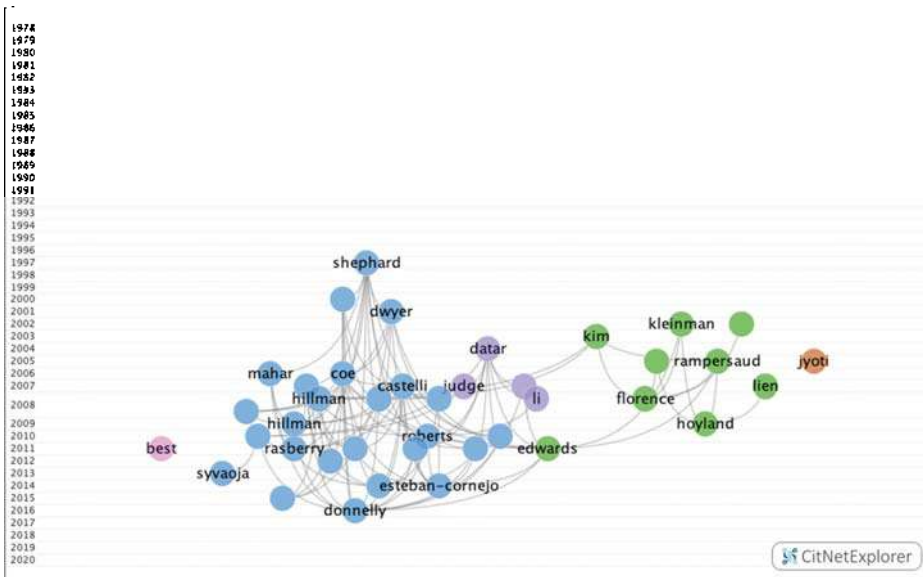 1978
1979
1980
1981
1982
1983
1984
1985
1986
1987
1988
1989
1990
1991
1992
1993
1994
1995
1996
1997
1998
1999
2000
2001
2002
2003
2004
2005
2006
2007
2008
2009
2010
2011
2012
2013
2014
2015
2016
2017
2018
2019
2020
shephard
dwyer
kleinman
kim
datar
rampersaud
jyoti
mahar
coe
castelli
judge
lien
hillman
li
florence
hillman
hoyland
roberts
best
rasberry
edwards
syvaoja
esteban-cornejo
donnelly
CitNetExplorer